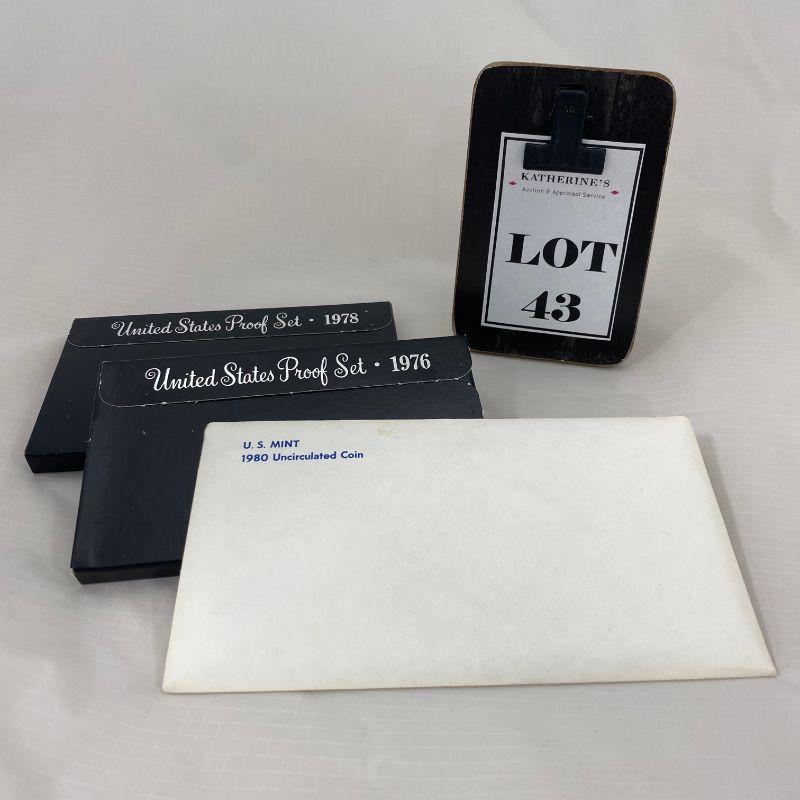 KATHERINE'S
Auction & Appraisal Service
LOT
43
United States Proof Set · 1978
United States Proof Set · 1976
U. S. MINT
1980 Uncirculated Coin